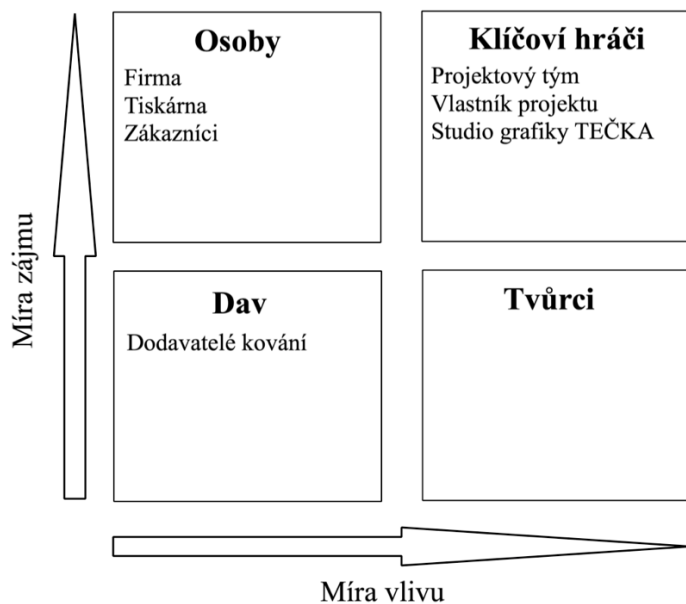 Osoby
Firma
Tiskárna
Zákazníci
Klíčoví hráči
Projektový tým
Vlastník projektu
Studio grafiky TEČKA
Míra zájmu
Dav
Dodavatelé kování
Tvůrci
Míra vlivu